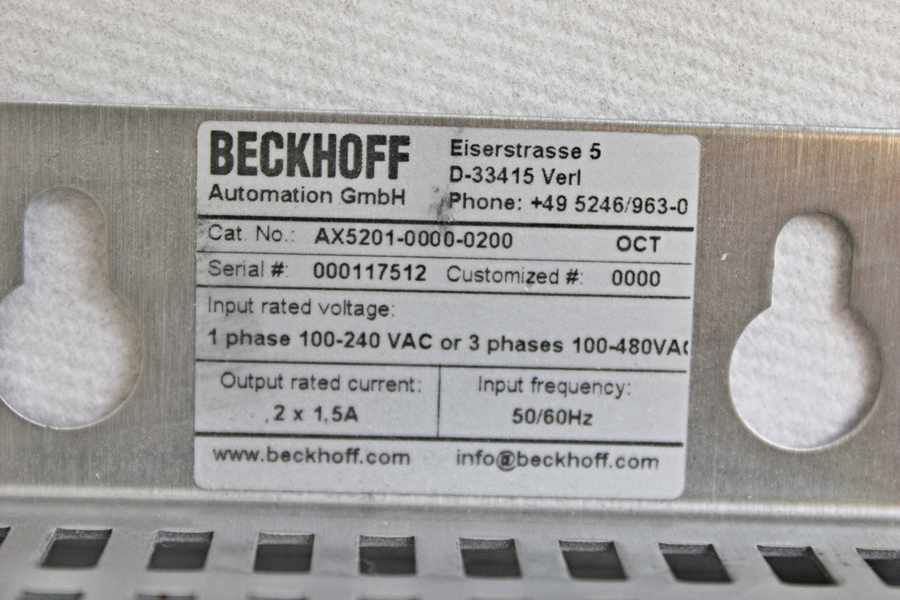 BECKHOFF
Automation GmbH
Eiserstrasse 5
D-33415 Verl
Phone: +49 5246/963-0
Cat. No.: AX5201-0000-0200 OCT
Serial #: 000117512 Customized #: 0000
Input rated voltage:
1 phase 100-240 VAC or 3 phases 100-480VAC
Output rated current: Input frequency:
2 x 1,5A 50/60Hz
www.beckhoff.com info@beckhoff.com